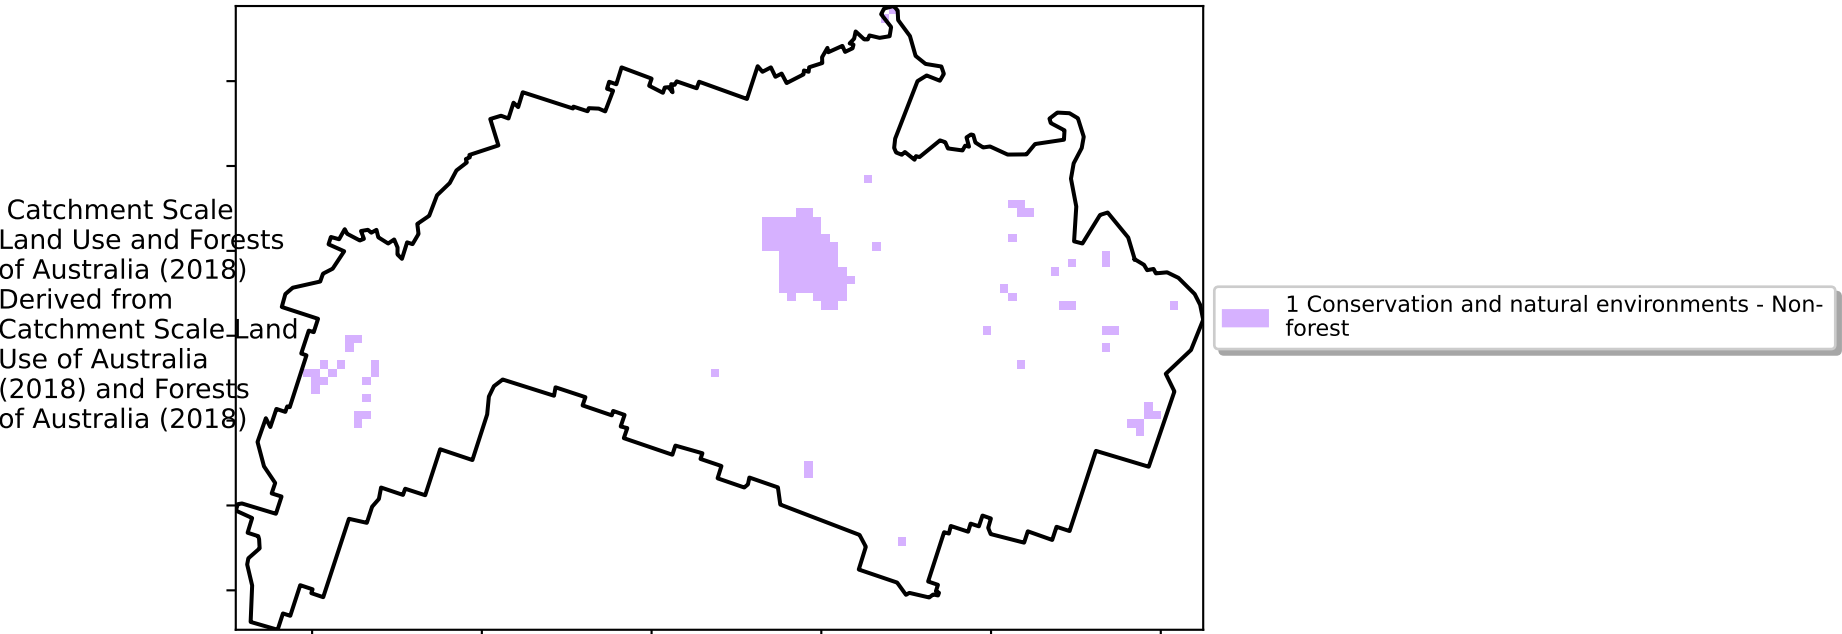 Catchment Scale
Land Use and Forests
of Australia (2018)
Derived from
Catchment Scale Land
Use of Australia
(2018) and Forests
of Australia (2018)
1 Conservation and natural environments - Non-
forest